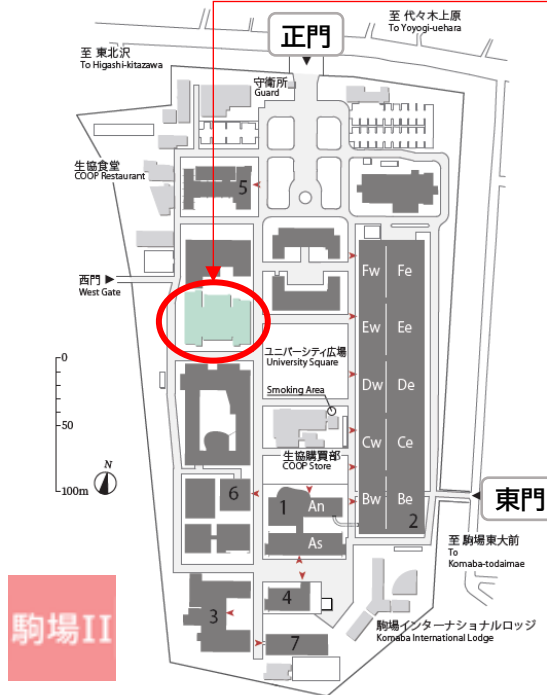 至 代々木上原
To Yoyogi-uehara
正門
至 東北沢
To Higashi-kitazawa
守衛所
Guard
生協食堂
COOP Restaurant
5
西門
West Gate
Fw Fe
Ew Ee
ユニバーシティ広場
University Square
Dw De
Smoking Area
0
50
100m
N
Cw Ce
生協購買部
COOP Store
6
1
An
Bw Be
2
東門
As
至 駒場東大前
To
Komaba-todaimae
4
3
7
駒場インターナショナルロッジ
Komaba International Lodge
駒場II